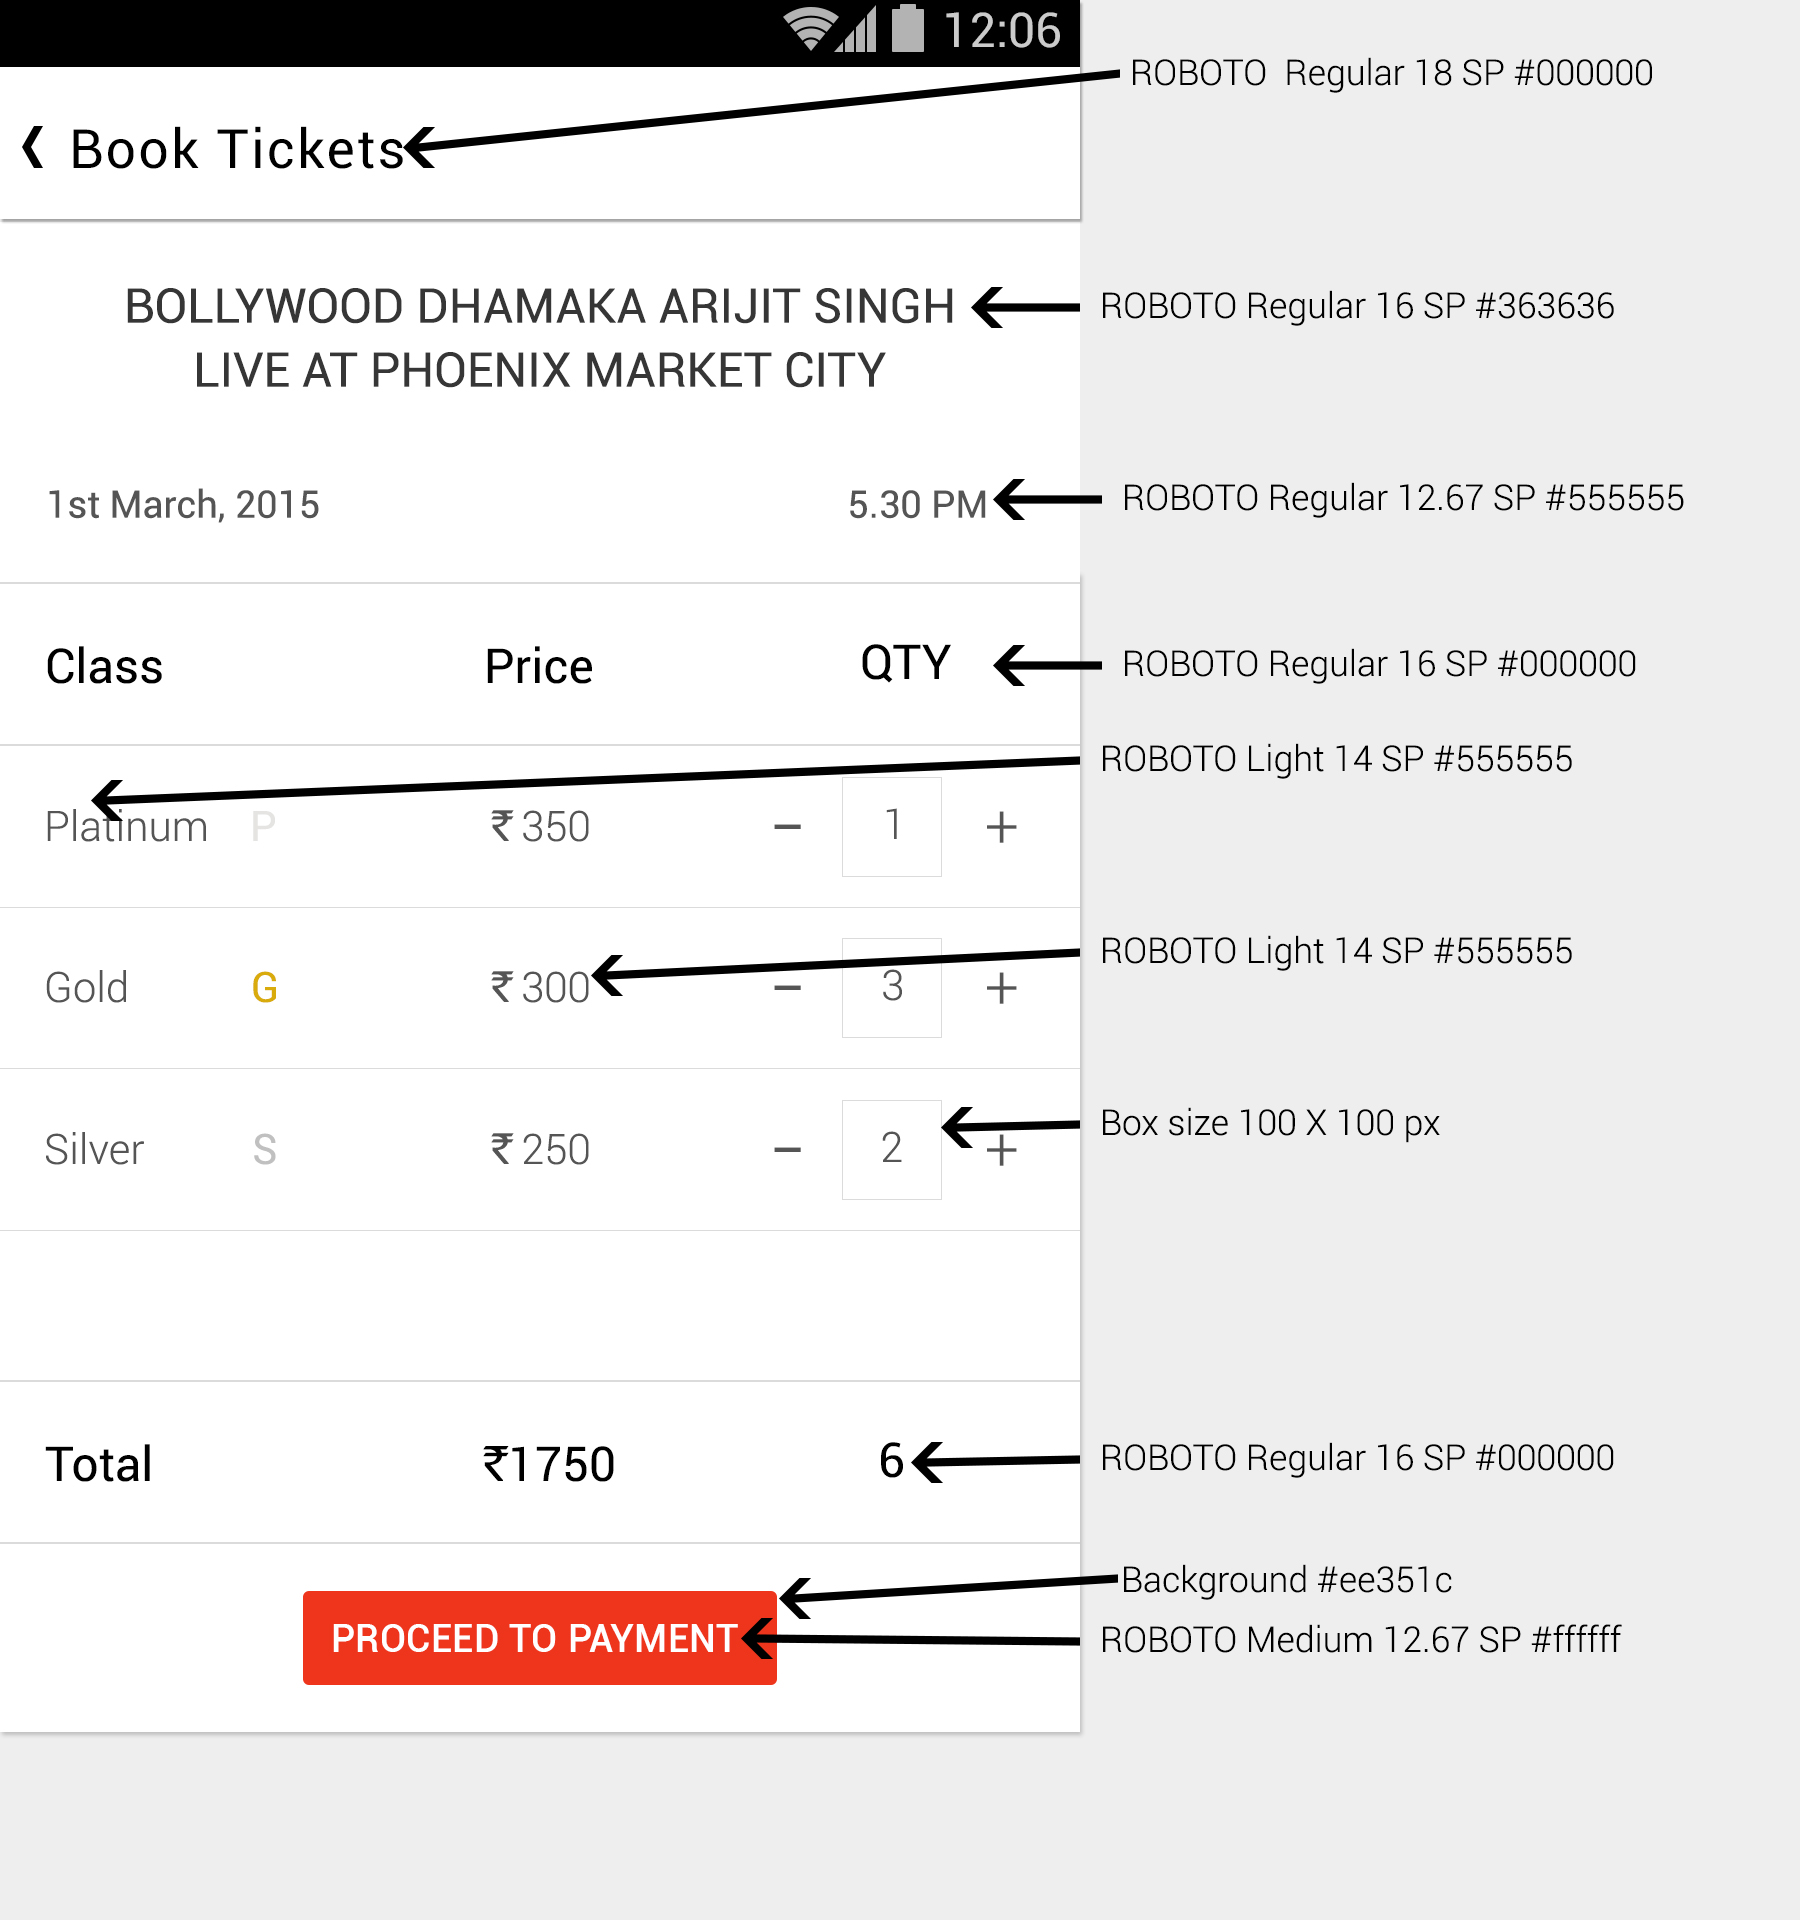 12:06
ROBOTO  Regular 18 SP #000000
Book Tickets
BOLLYWOOD DHAMAKA ARIJIT SINGH
ROBOTO Regular 16 SP #363636
LIVE AT PHOENIX MARKET CITY
1st March, 2015 5.30 PM
ROBOTO Regular 12.67 SP #555555
Class Price QTY
ROBOTO Regular 16 SP #000000
ROBOTO Light 14 SP #555555
Platinum P ₹ 350 − 1 +
ROBOTO Light 14 SP #555555
Gold G ₹ 300 − 3 +
Box size 100 X 100 px
Silver S ₹ 250 − 2 +
Total ₹1750 6
ROBOTO Regular 16 SP #000000
Background #ee351c
PROCEED TO PAYMENT
ROBOTO Medium 12.67 SP #ffffff